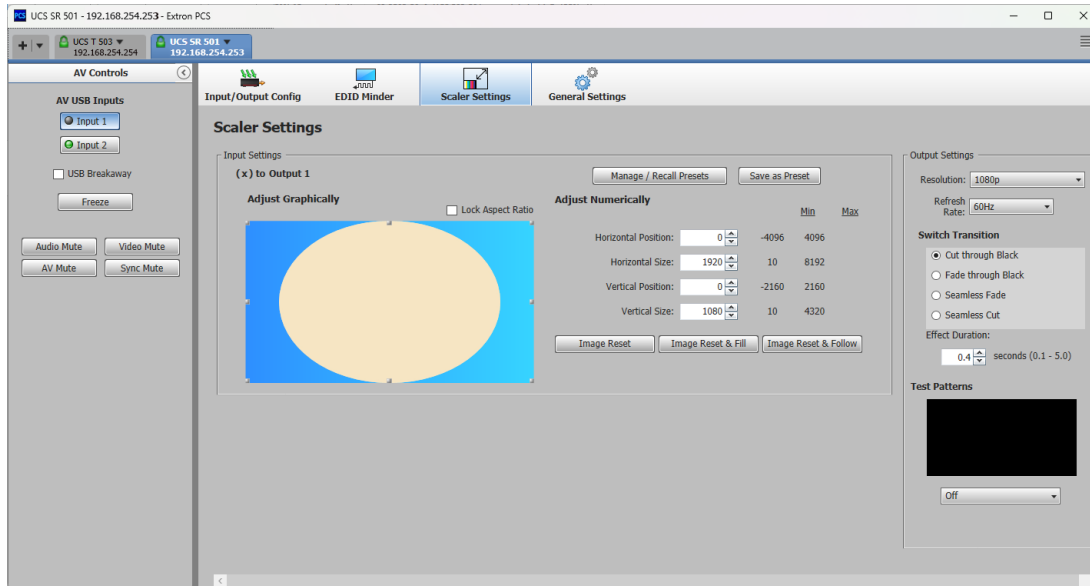 PCS UCS SR 501 - 192.168.254.253 - Extron PCS
UCS T 503
192.168.254.254
UCS SR 501
192.168.254.253
AV Controls
AV USB Inputs
Input 1
Input 2
USB Breakaway
Freeze
Audio Mute Video Mute
AV Mute Sync Mute
Input/Output Config EDID Minder Scaler Settings General Settings
Scaler Settings
Input Settings
( x ) to Output 1
Manage / Recall Presets Save as Preset
Adjust Graphically
Lock Aspect Ratio
Adjust Numerically
Min Max
Horizontal Position: 0 -4096 4096
Horizontal Size: 1920 10 8192
Vertical Position: 0 -2160 2160
Vertical Size: 1080 10 4320
Image Reset Image Reset & Fill Image Reset & Follow
Output Settings
Resolution: 1080p
Refresh
Rate: 60Hz
Switch Transition
Cut through Black
Fade through Black
Seamless Fade
Seamless Cut
Effect Duration:
0.4 seconds (0.1 - 5.0)
Test Patterns
Off